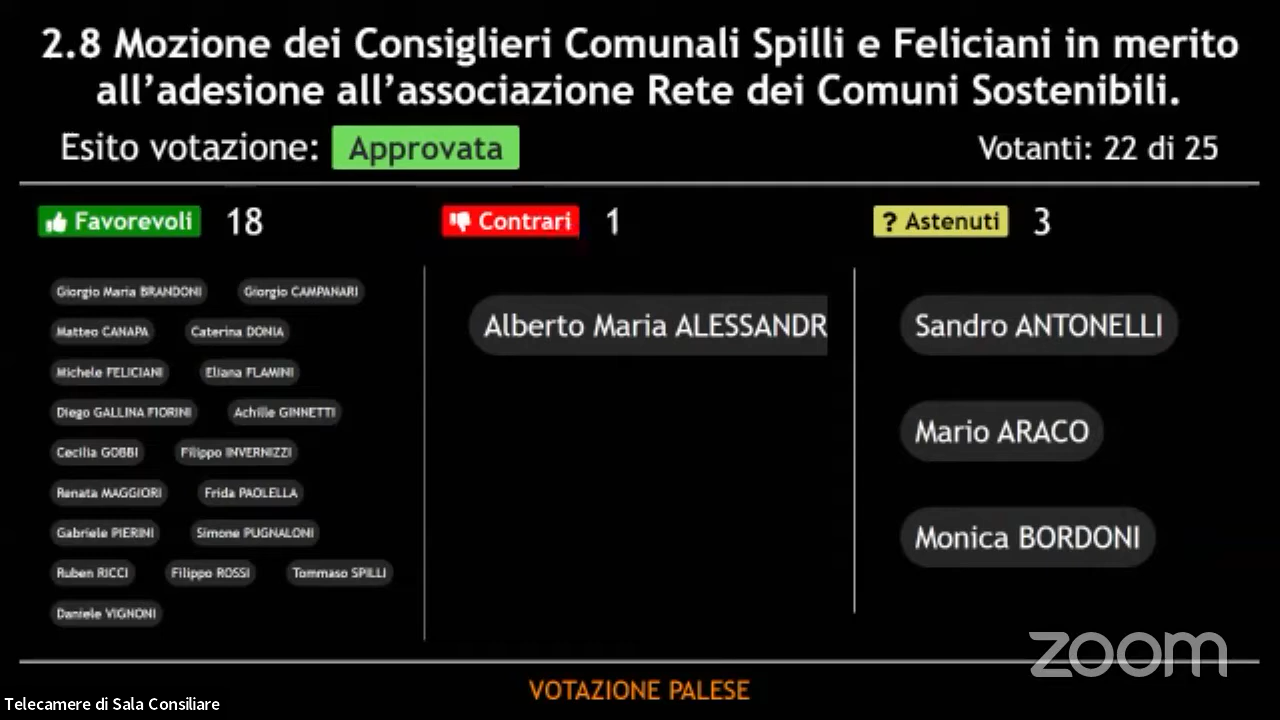 2.8 Mozione dei Consiglieri Comunali Spilli e Feliciani in merito
all’adesione all’associazione Rete dei Comuni Sostenibili.
Esito votazione: Approvata Votanti: 22 di 25
Favorevoli 18 Contrari 1 ? Astenuti 3
Giorgio Maria BRANDONI Giorgio CAMPANARI
Matteo CANAPA Caterina DONIA
Michele FELICIANI Eliana FLAMINI
Diego GALLINA FIORINI Achille GINNETTI
Cecilia GOBBI Filippo INVERNIZZI
Renata MAGGIORI Frida PAOLELLA
Gabriele PIERINI Simone PUGNALONI
Ruben RICCI Filippo ROSSI Tommaso SPILLI
Daniele VIGNONI
Alberto Maria ALESSANDR
Sandro ANTONELLI
Mario ARACO
Monica BORDONI
zoom
VOTAZIONE PALESE
Telecamere di Sala Consiliare